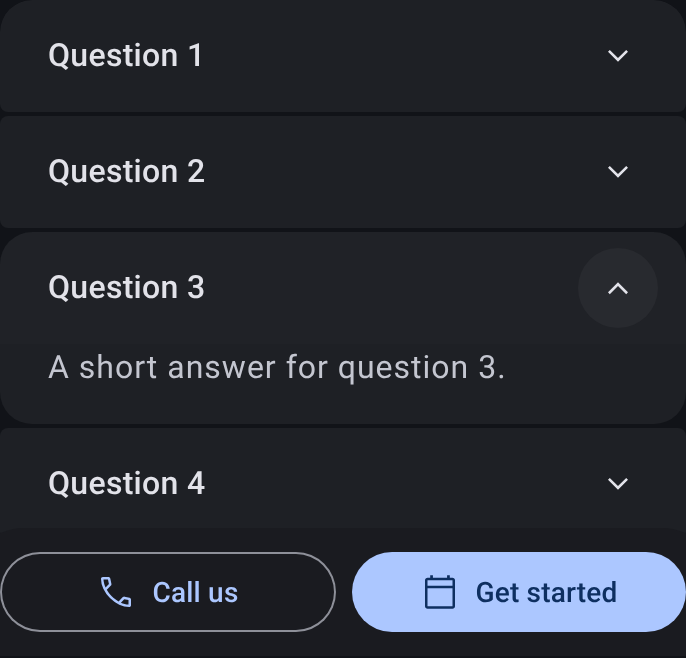 Question 1
Question 2
Question 3
A short answer for question 3.
Question 4
Call us
Get started